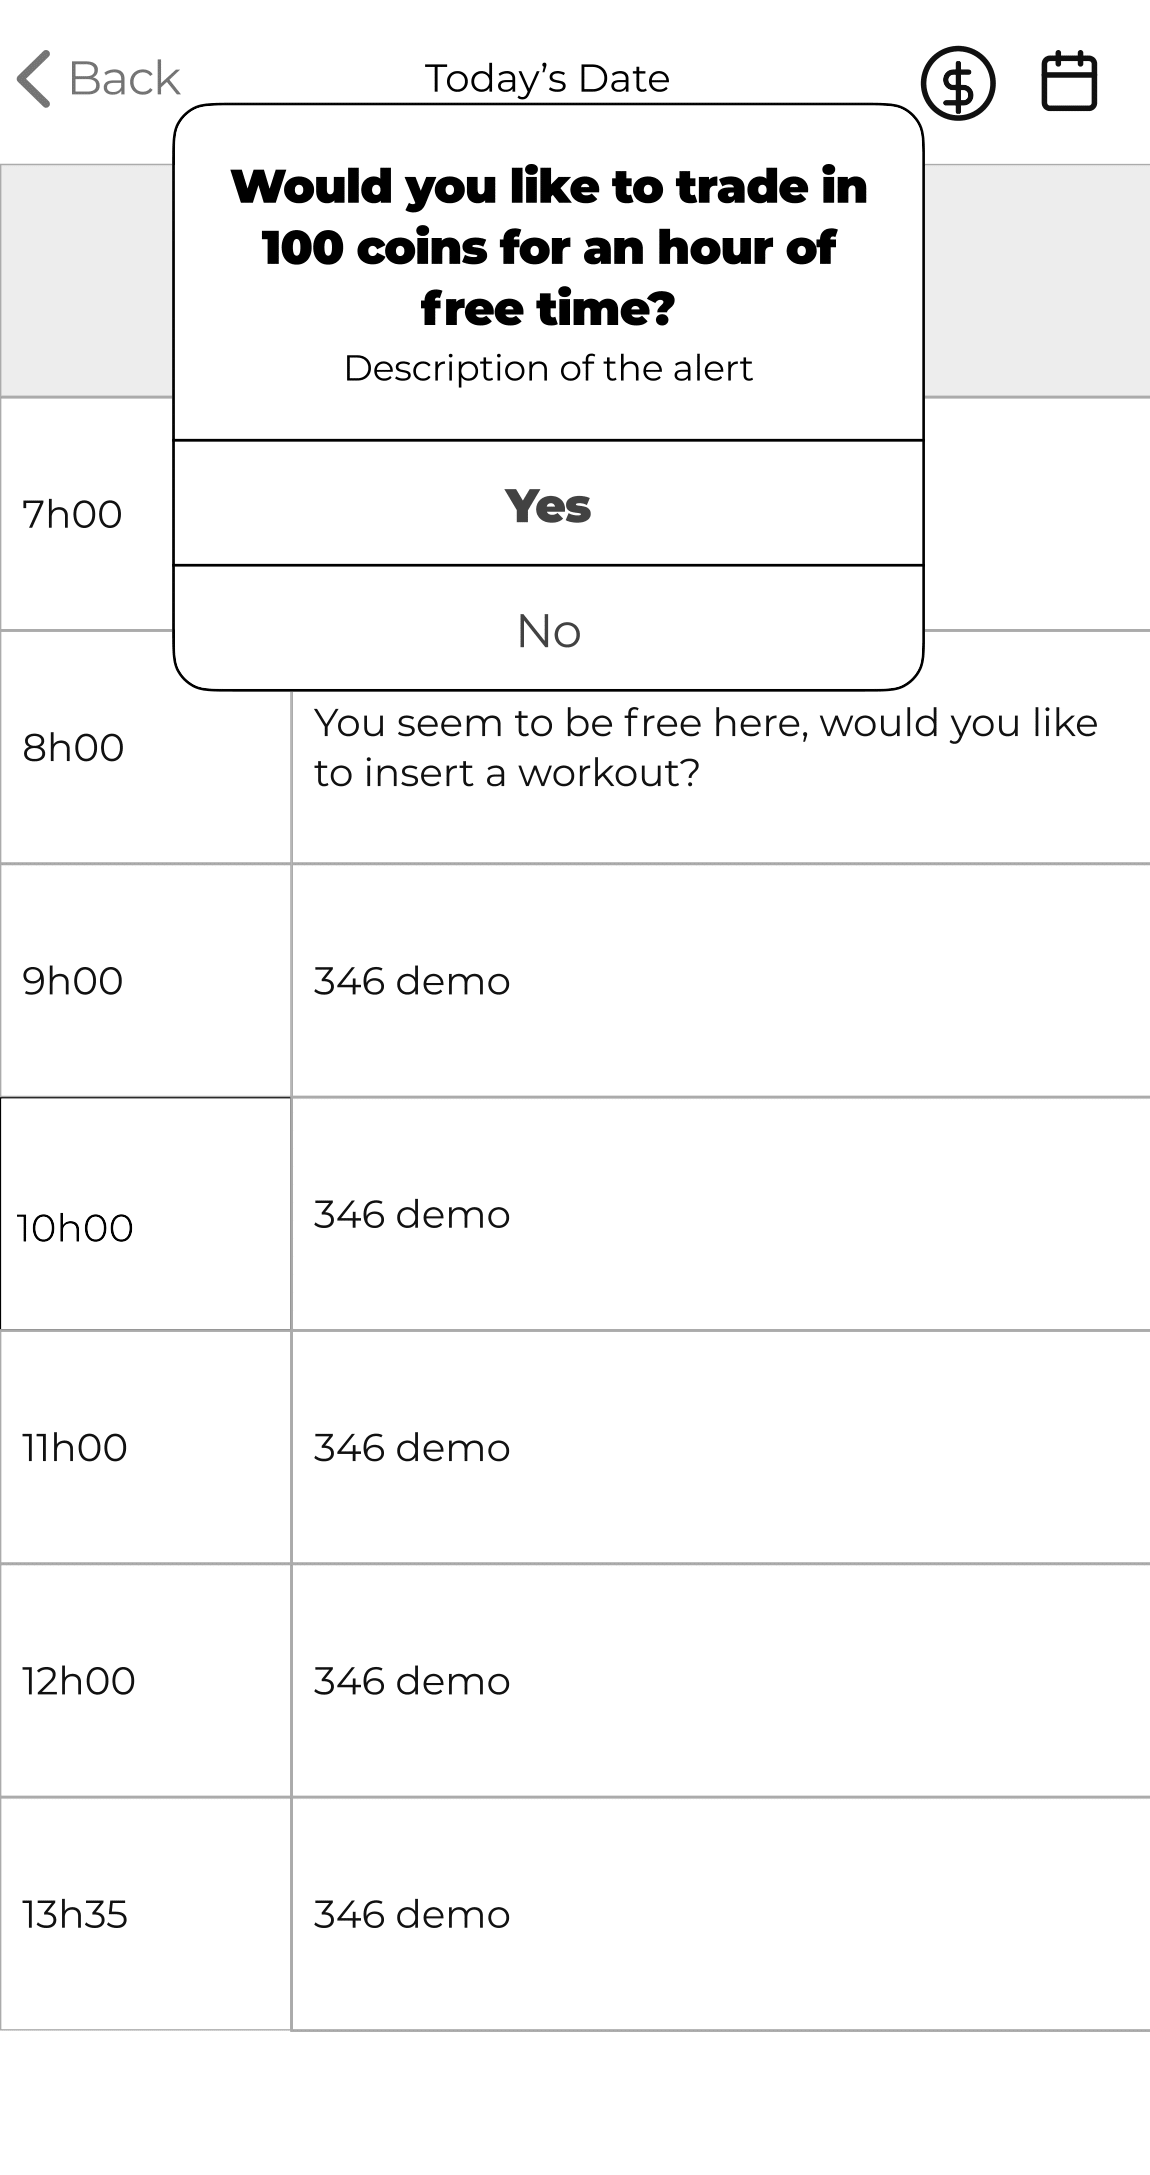 Back
Today’s Date
$
Would you like to trade in
100 coins for an hour of
free time?
Description of the alert
Yes
No
7h00
8h00
You seem to be free here, would you like
to insert a workout?
9h00
346 demo
10h00
346 demo
11h00
346 demo
12h00
346 demo
13h35
346 demo